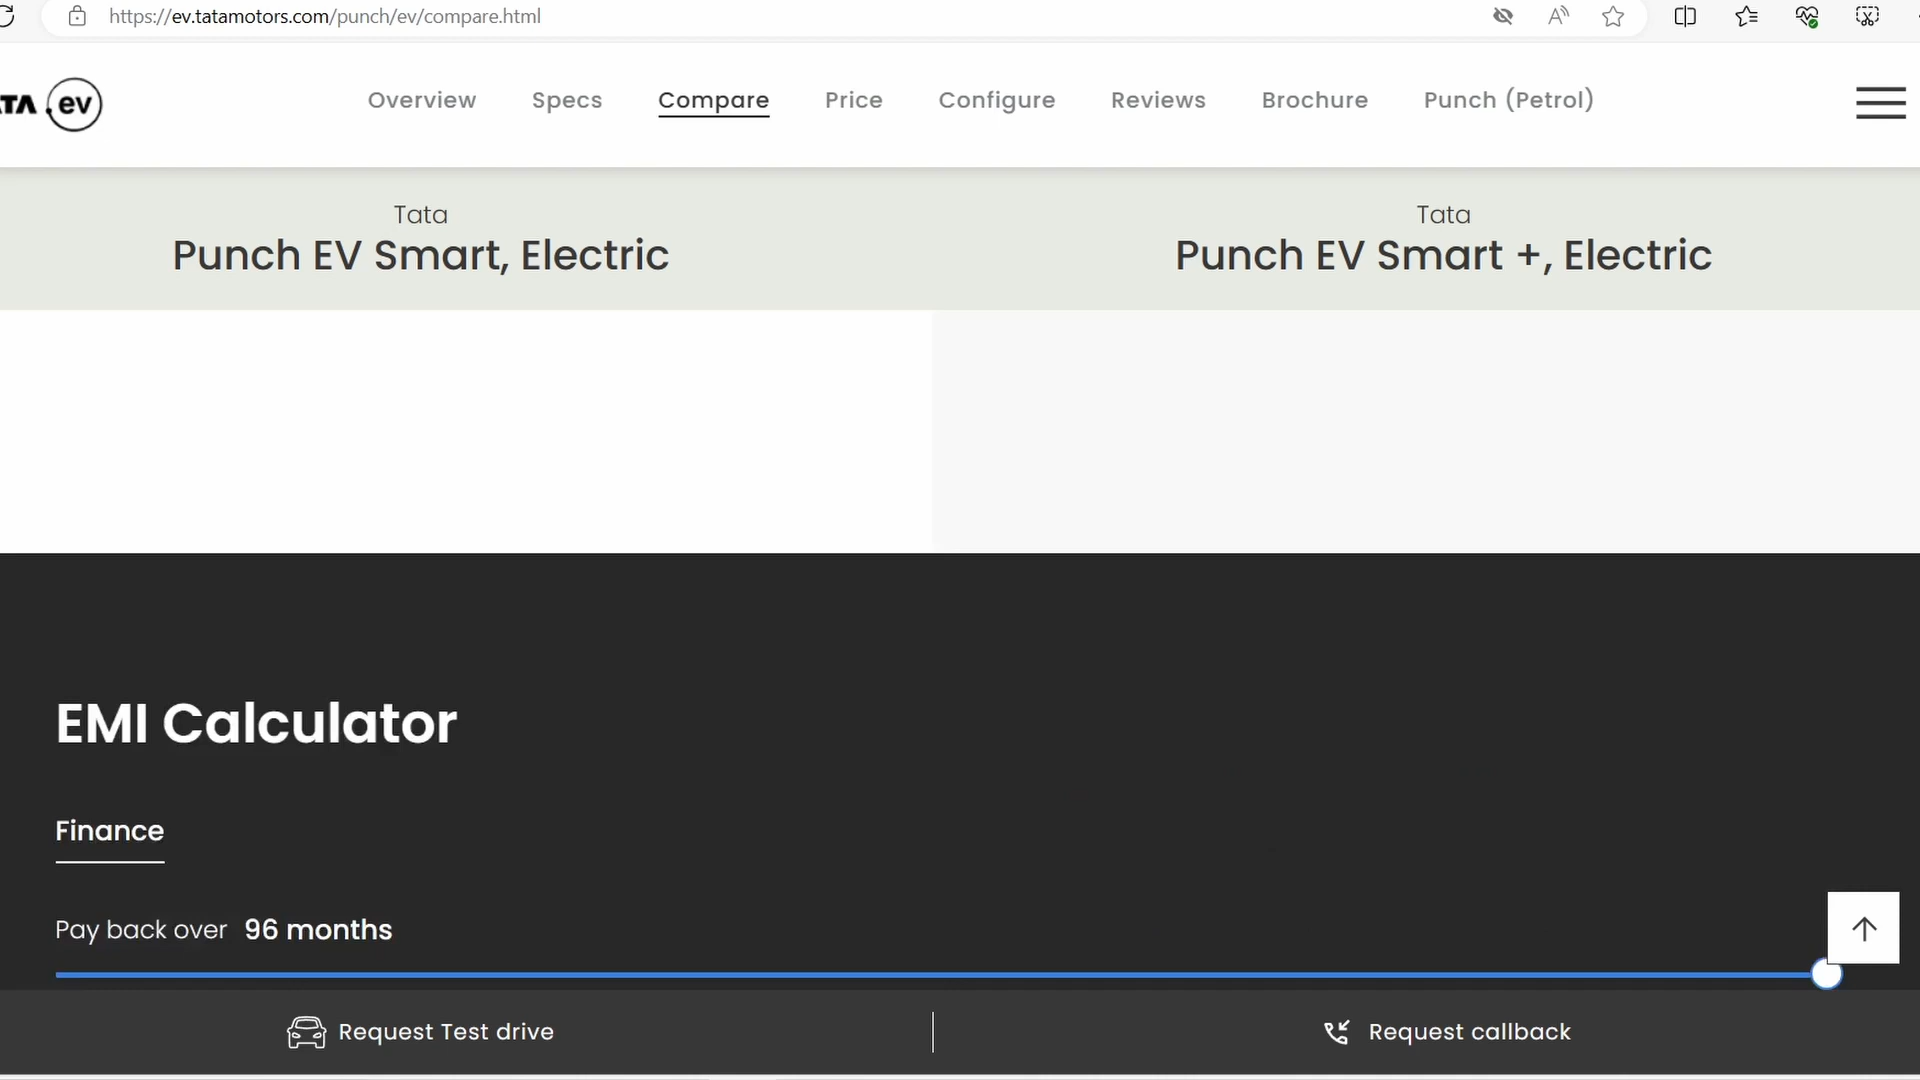 https://ev.tatamotors.com/punch/ev/compare.html
TATA .ev Overview Specs Compare Price Configure Reviews Brochure Punch (Petrol)
Tata
Punch EV Smart, Electric
Tata
Punch EV Smart +, Electric
EMI Calculator
Finance
Pay back over 96 months
Request Test drive
Request callback